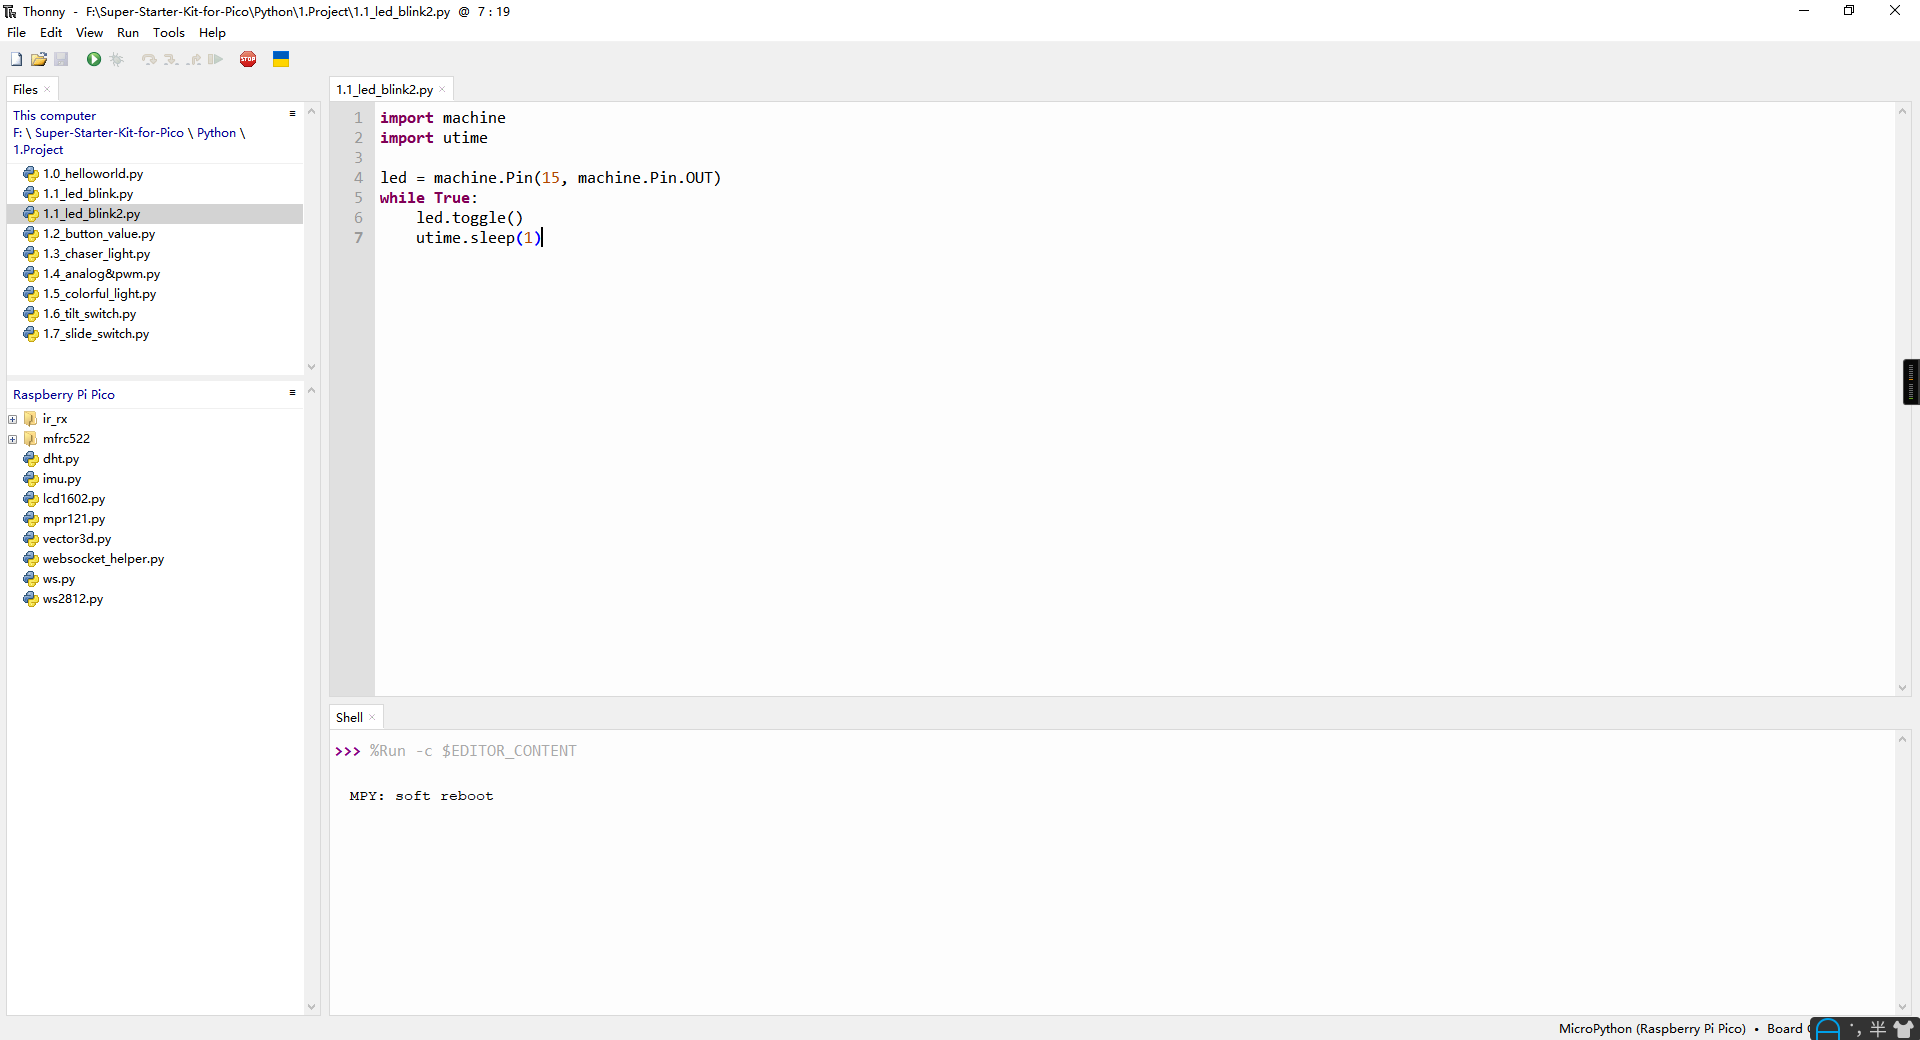 Thonny - F:\Super-Starter-Kit-for-Pico\Python\1.Project\1.1_led_blink2.py @ 7 : 19
File Edit View Run Tools Help
STOP
Files
This computer
F: \ Super-Starter-Kit-for-Pico \ Python \
1.Project
1.0_helloworld.py
1.1_led_blink.py
1.1_led_blink2.py
1.2_button_value.py
1.3_chaser_light.py
1.4_analog&pwm.py
1.5_colorful_light.py
1.6_tilt_switch.py
1.7_slide_switch.py
Raspberry Pi Pico
ir_rx
mfrc522
dht.py
imu.py
lcd1602.py
mpr121.py
vector3d.py
websocket_helper.py
ws.py
ws2812.py
1.1_led_blink2.py
1 import machine
2 import utime
3
4 led = machine.Pin(15, machine.Pin.OUT)
5 while True:
6     led.toggle()
7     utime.sleep(1)
Shell
>>> %Run -c $EDITOR_CONTENT
MPY: soft reboot
MicroPython (Raspberry Pi Pico) • Board
半